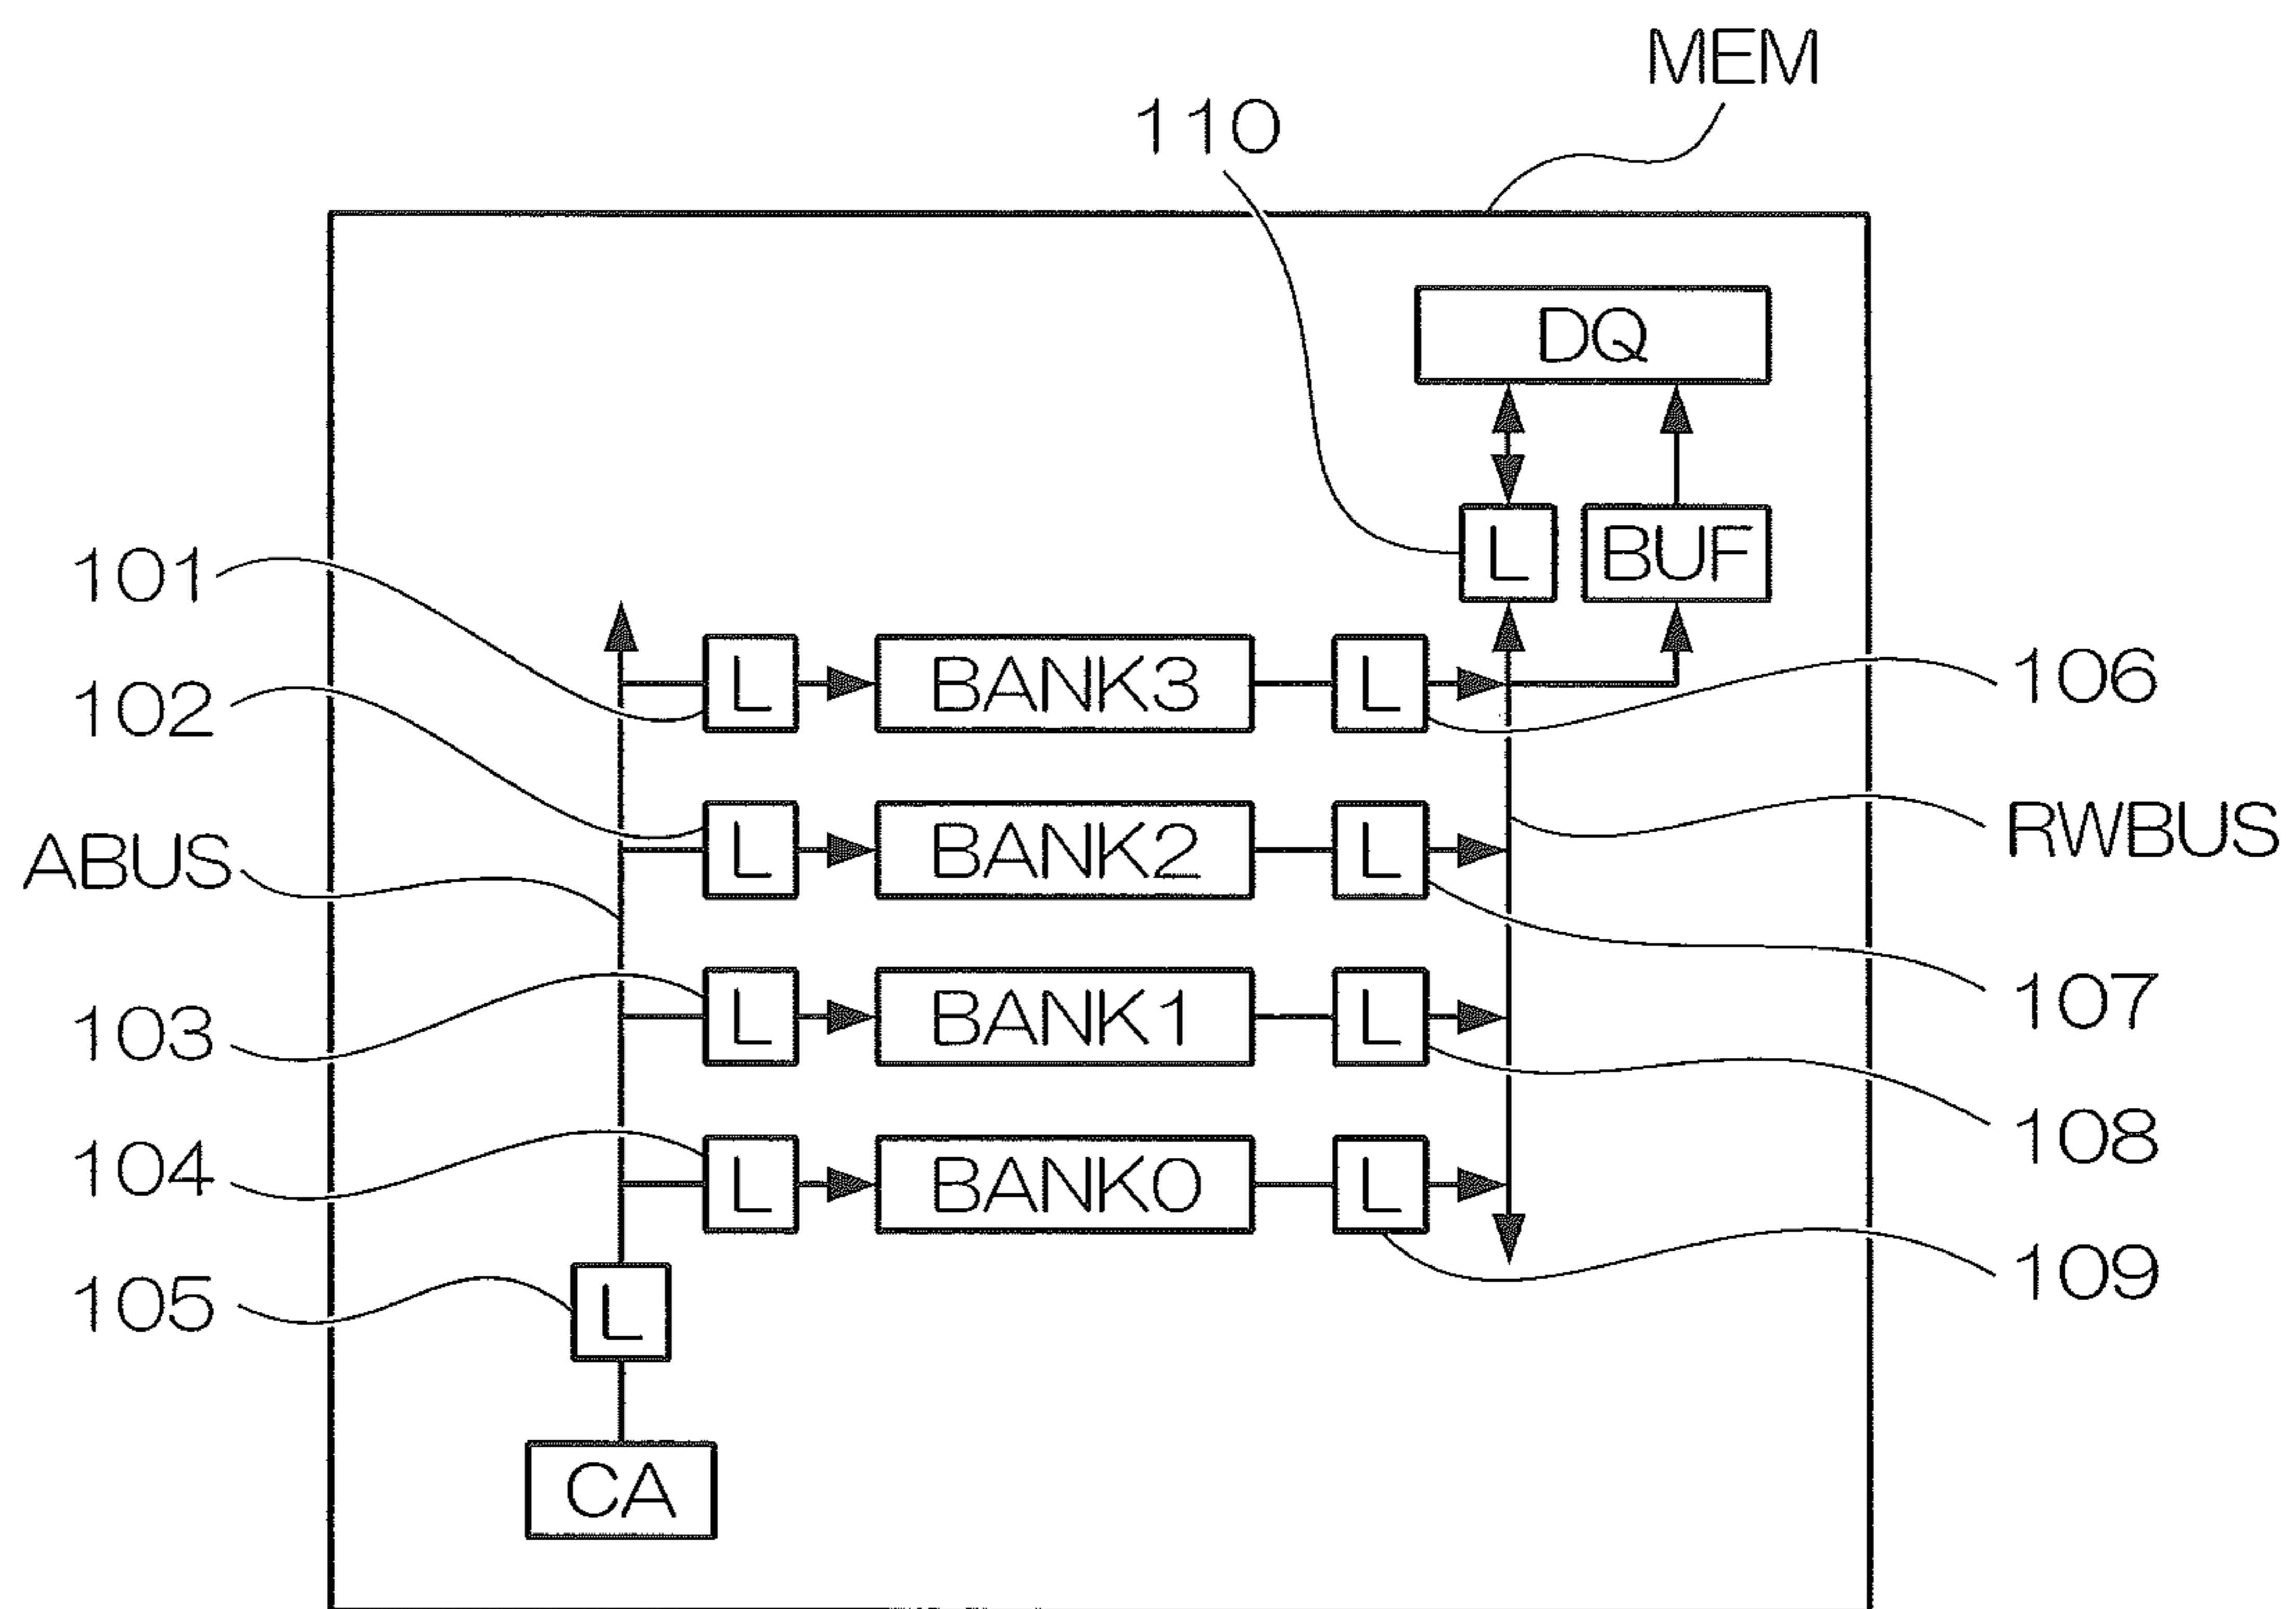 MEM
110
DQ
L BUF
101
L BANK3 L
106
102
L BANK2 L
ABUS
RWBUS
103
L BANK1 L
107
104
L BANK0 L
108
105
L
109
CA